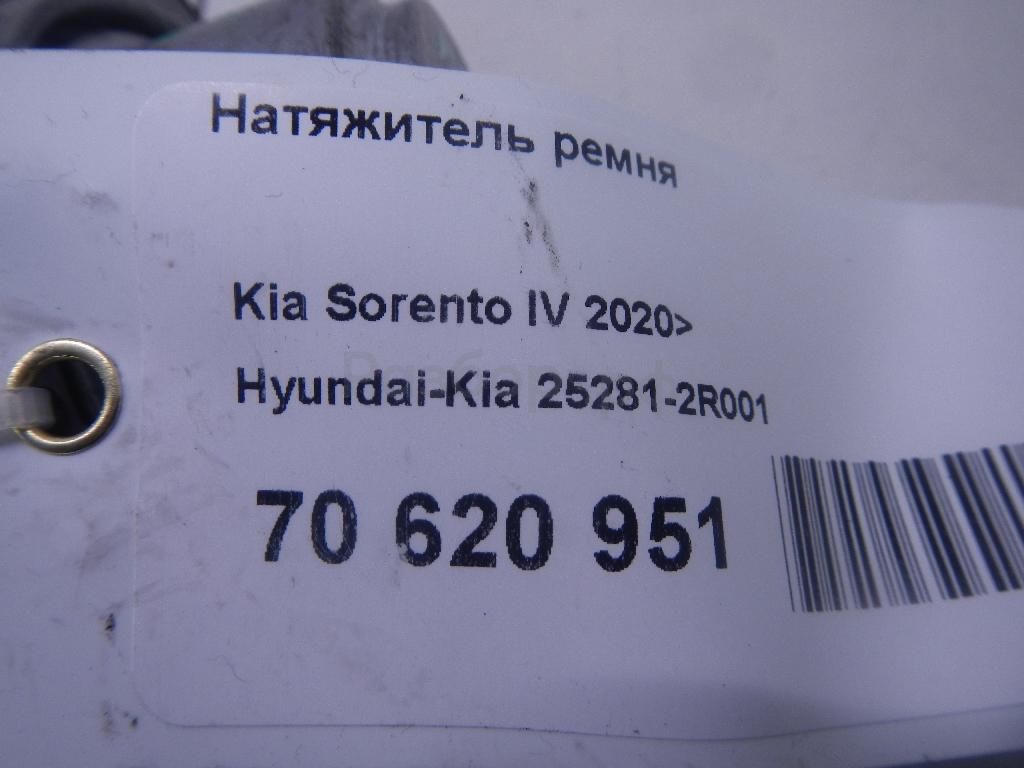 Натяжитель ремня
Kia Sorento IV 2020>
Hyundai-Kia 25281-2R001
70 620 951